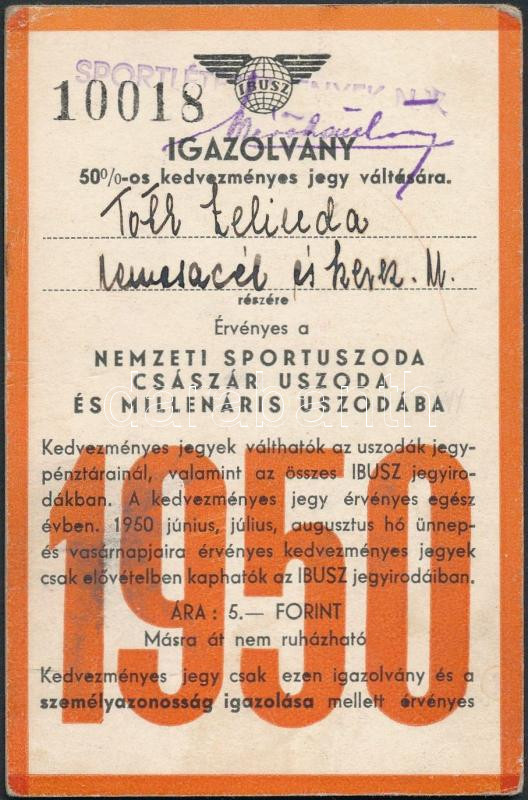 SPORTLÉT
10018
IBUSZ
IGAZOLVÁNY
50%-os kedvezményes jegy váltására.
Tóth Zelinda
részére
Érvényes a
NEMZETI SPORTUSZODA
CSÁSZÁR USZODA
ÉS MILLENÁRIS USZODÁBA
Kedvezményes jegyek válthatók az uszodák jegy-
pénztárainál, valamint az összes IBUSZ jegyiro-
dákban. A kedvezményes jegy érvényes egész
évben. 1950 június, július, augusztus hó ünnep-
és vasárnapjaira érvényes kedvezményes jegyek
csak elővételben kaphatók az IBUSZ jegyirodáiban.
1950
ÁRA : 5.— FORINT
Másra át nem ruházható
Kedvezményes jegy csak ezen igazolvány és a
személyazonosság igazolása mellett érvényes
darabanth